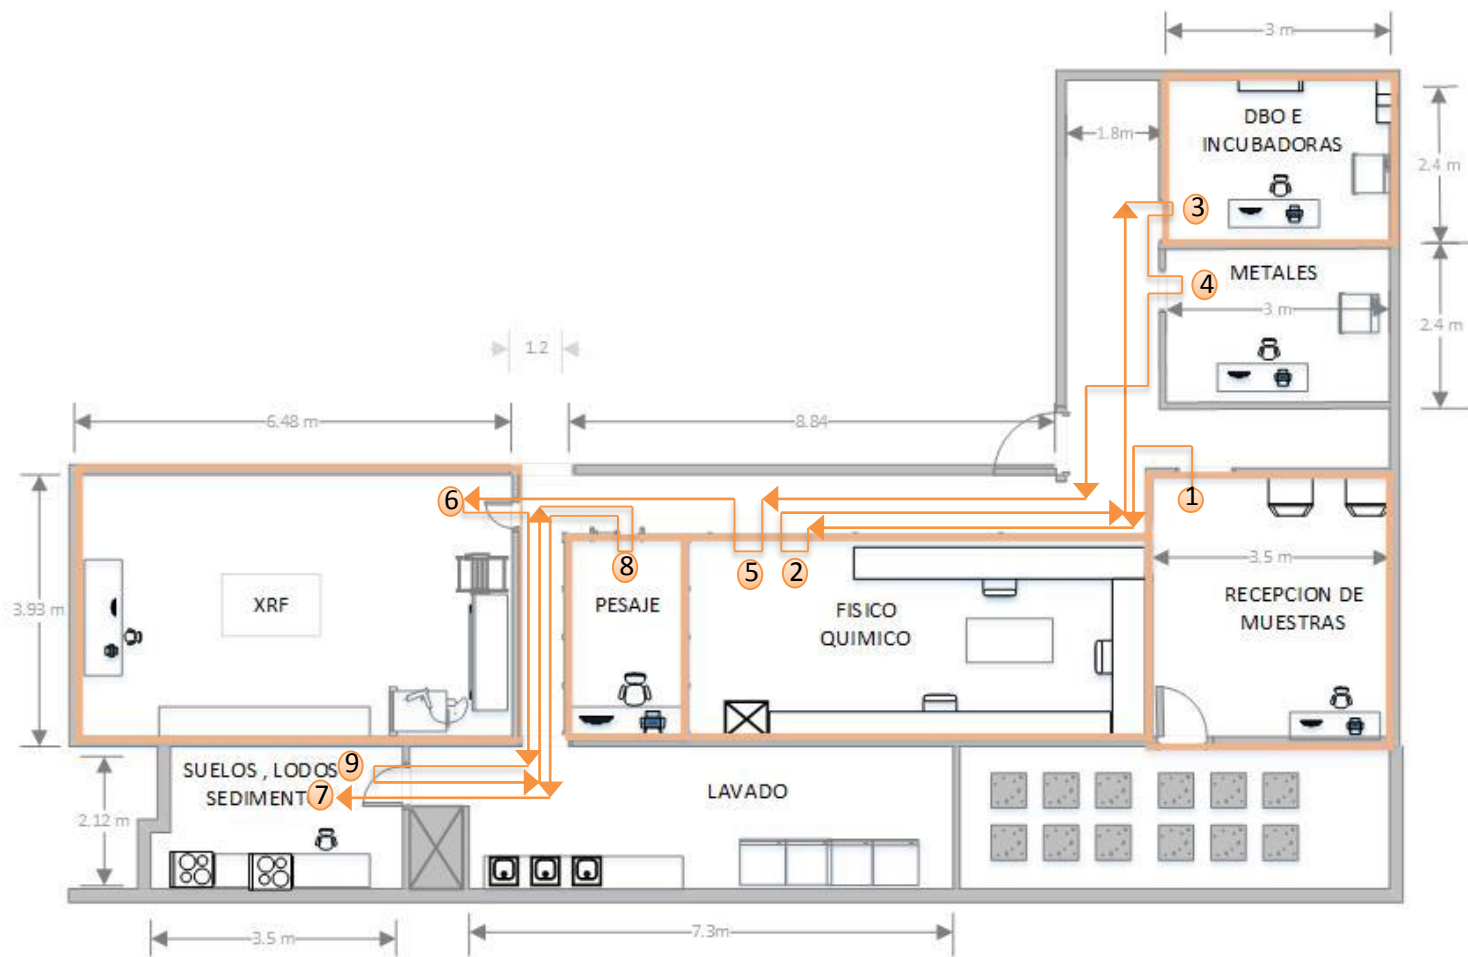 3 m
DBO E
INCUBADORAS
1.8m
2.4 m
3
METALES
4
3 m
2.4 m
1.2
6.48 m
8.84
6
1
3.93 m
XRF
8
5
2
3.5 m
PESAJE
FISICO
QUIMICO
RECEPCION DE
MUESTRAS
SUELOS , LODOS
9
SEDIMENT
7
LAVADO
2.12 m
3.5 m
7.3m